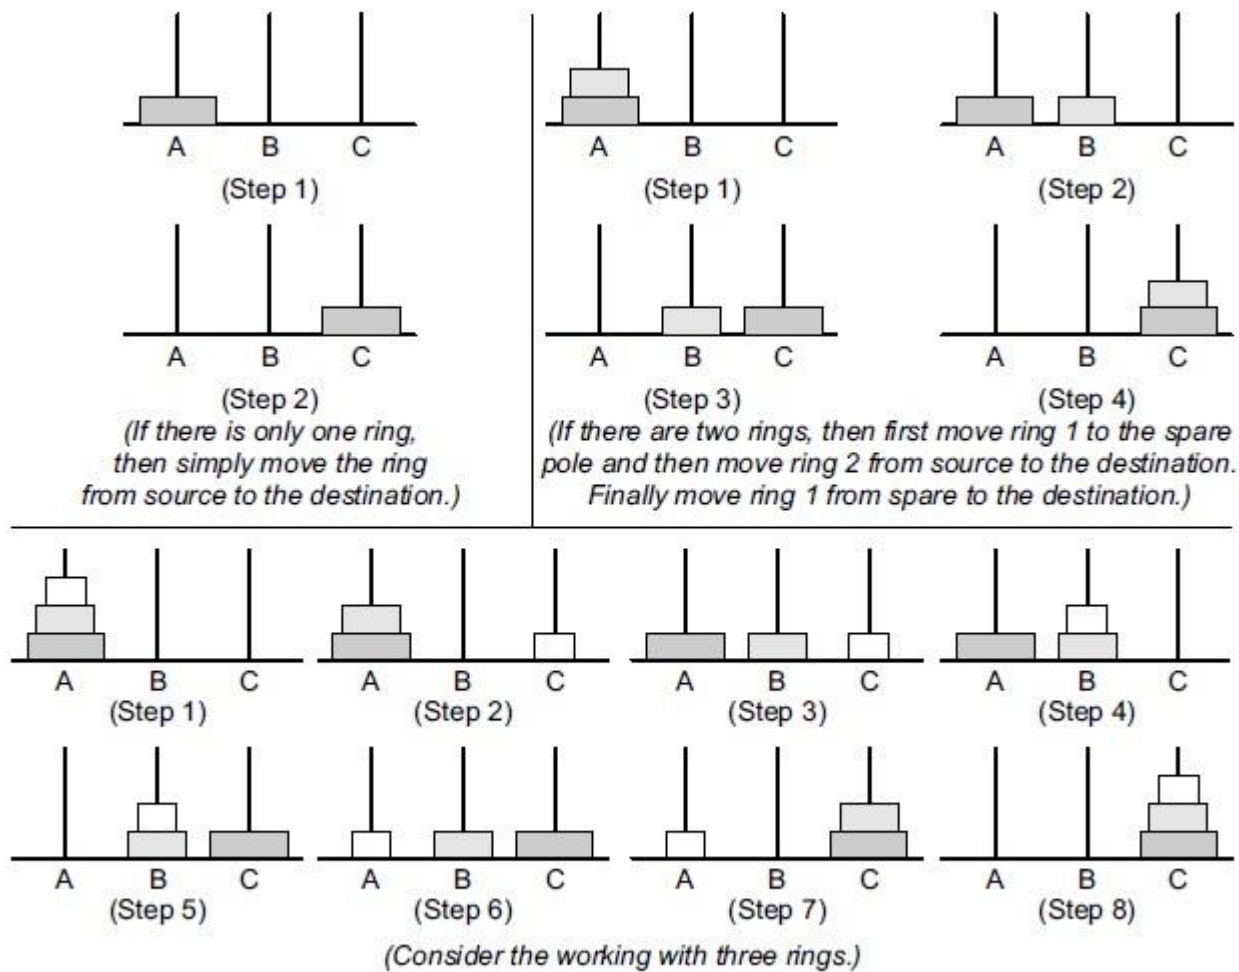 A B C
(Step 1)
A B C
(Step 2)
(If there is only one ring,
then simply move the ring
from source to the destination.)
A B C
(Step 1)
A B C
(Step 2)
A B C
(Step 3)
A B C
(Step 4)
(If there are two rings, then first move ring 1 to the spare
pole and then move ring 2 from source to the destination.
Finally move ring 1 from spare to the destination.)
A B C
(Step 1)
A B C
(Step 2)
A B C
(Step 3)
A B C
(Step 4)
A B C
(Step 5)
A B C
(Step 6)
A B C
(Step 7)
A B C
(Step 8)
(Consider the working with three rings.)